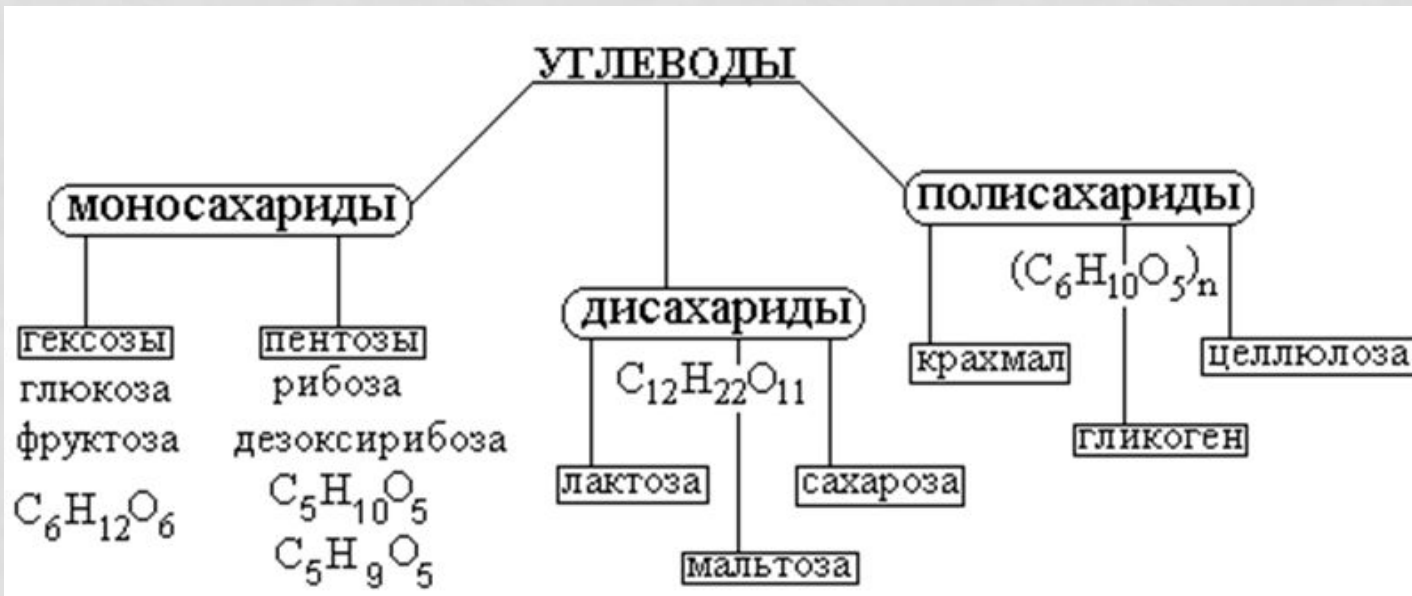 УГЛЕВОДЫ
моносахариды
гексозы
глюкоза
фруктоза
C6H12O6
пентозы
рибоза
дезоксирибоза
C5H10O5
C5H9O5
дисахариды
C12H22O11
лактоза
мальтоза
сахароза
полисахариды
(C6H10O5)n
крахмал
гликоген
целлюлоза